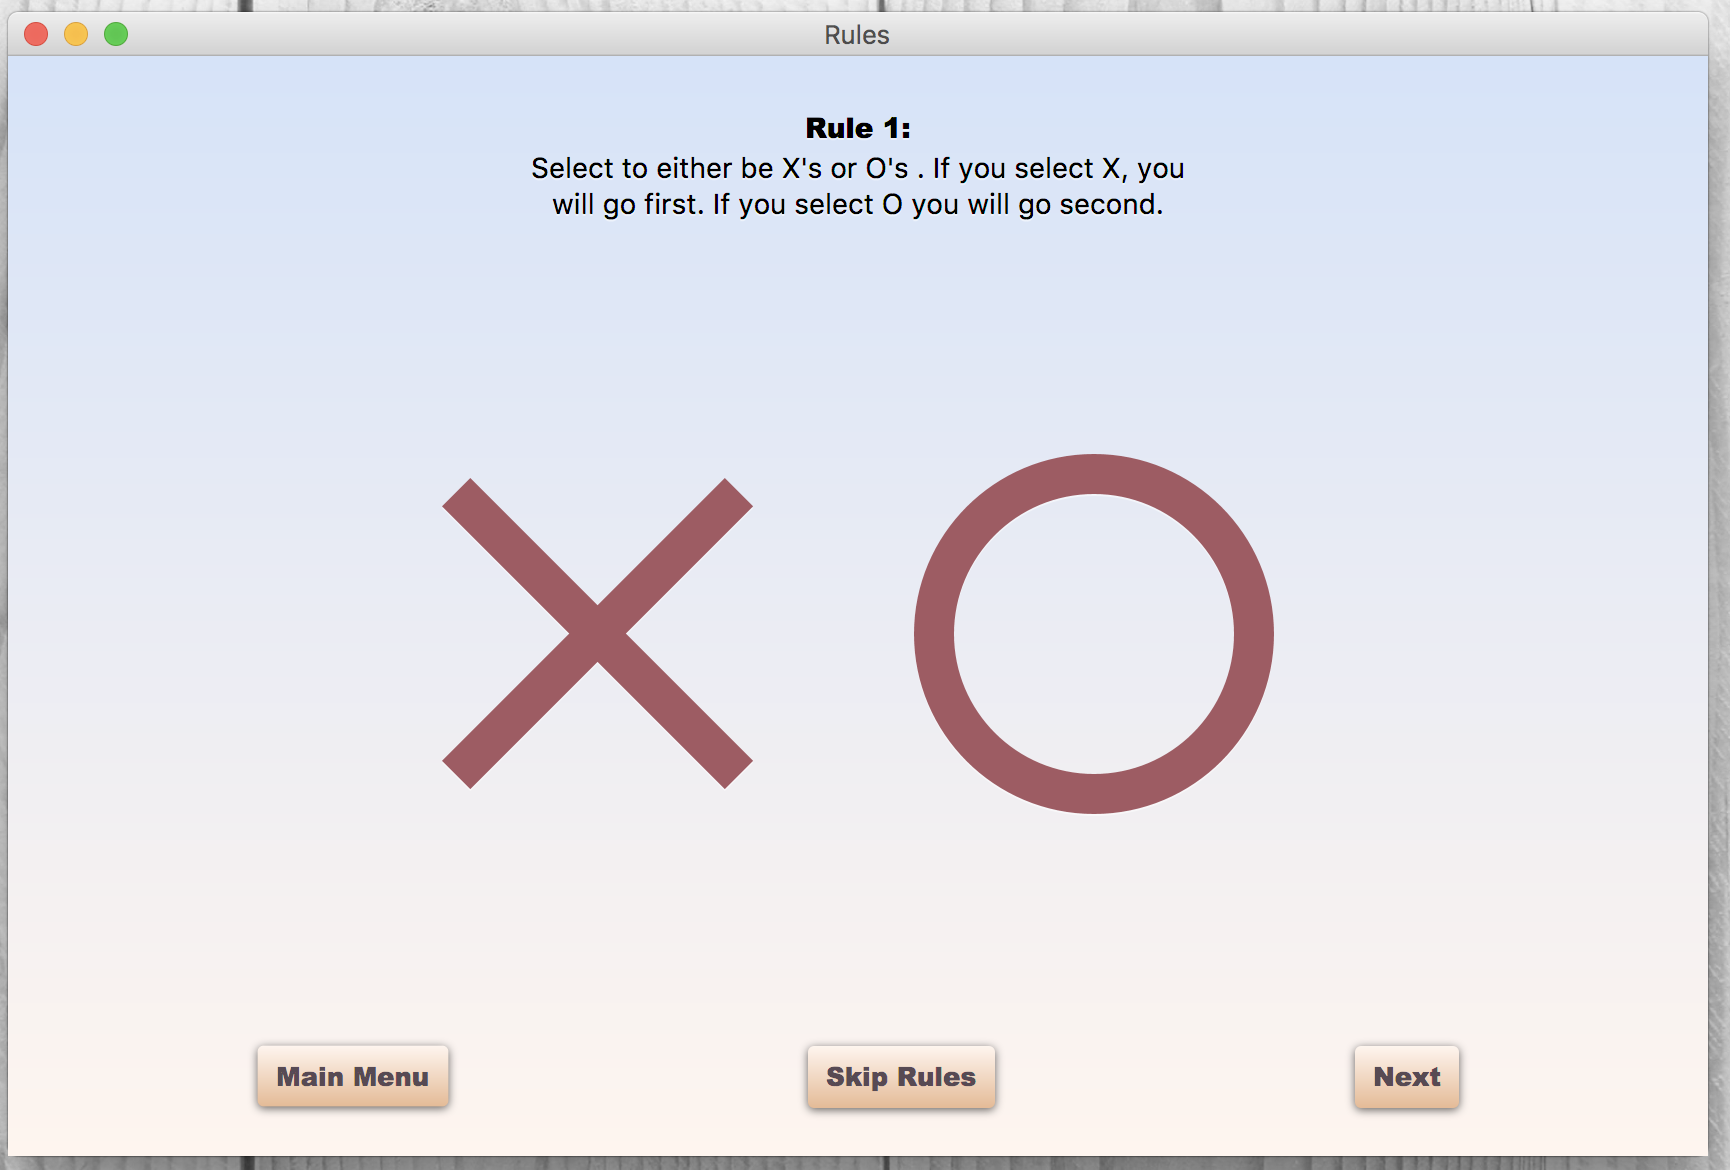 Rules
Rule 1:
Select to either be X's or O's . If you select X, you
will go first. If you select O you will go second.
Main Menu
Skip Rules
Next